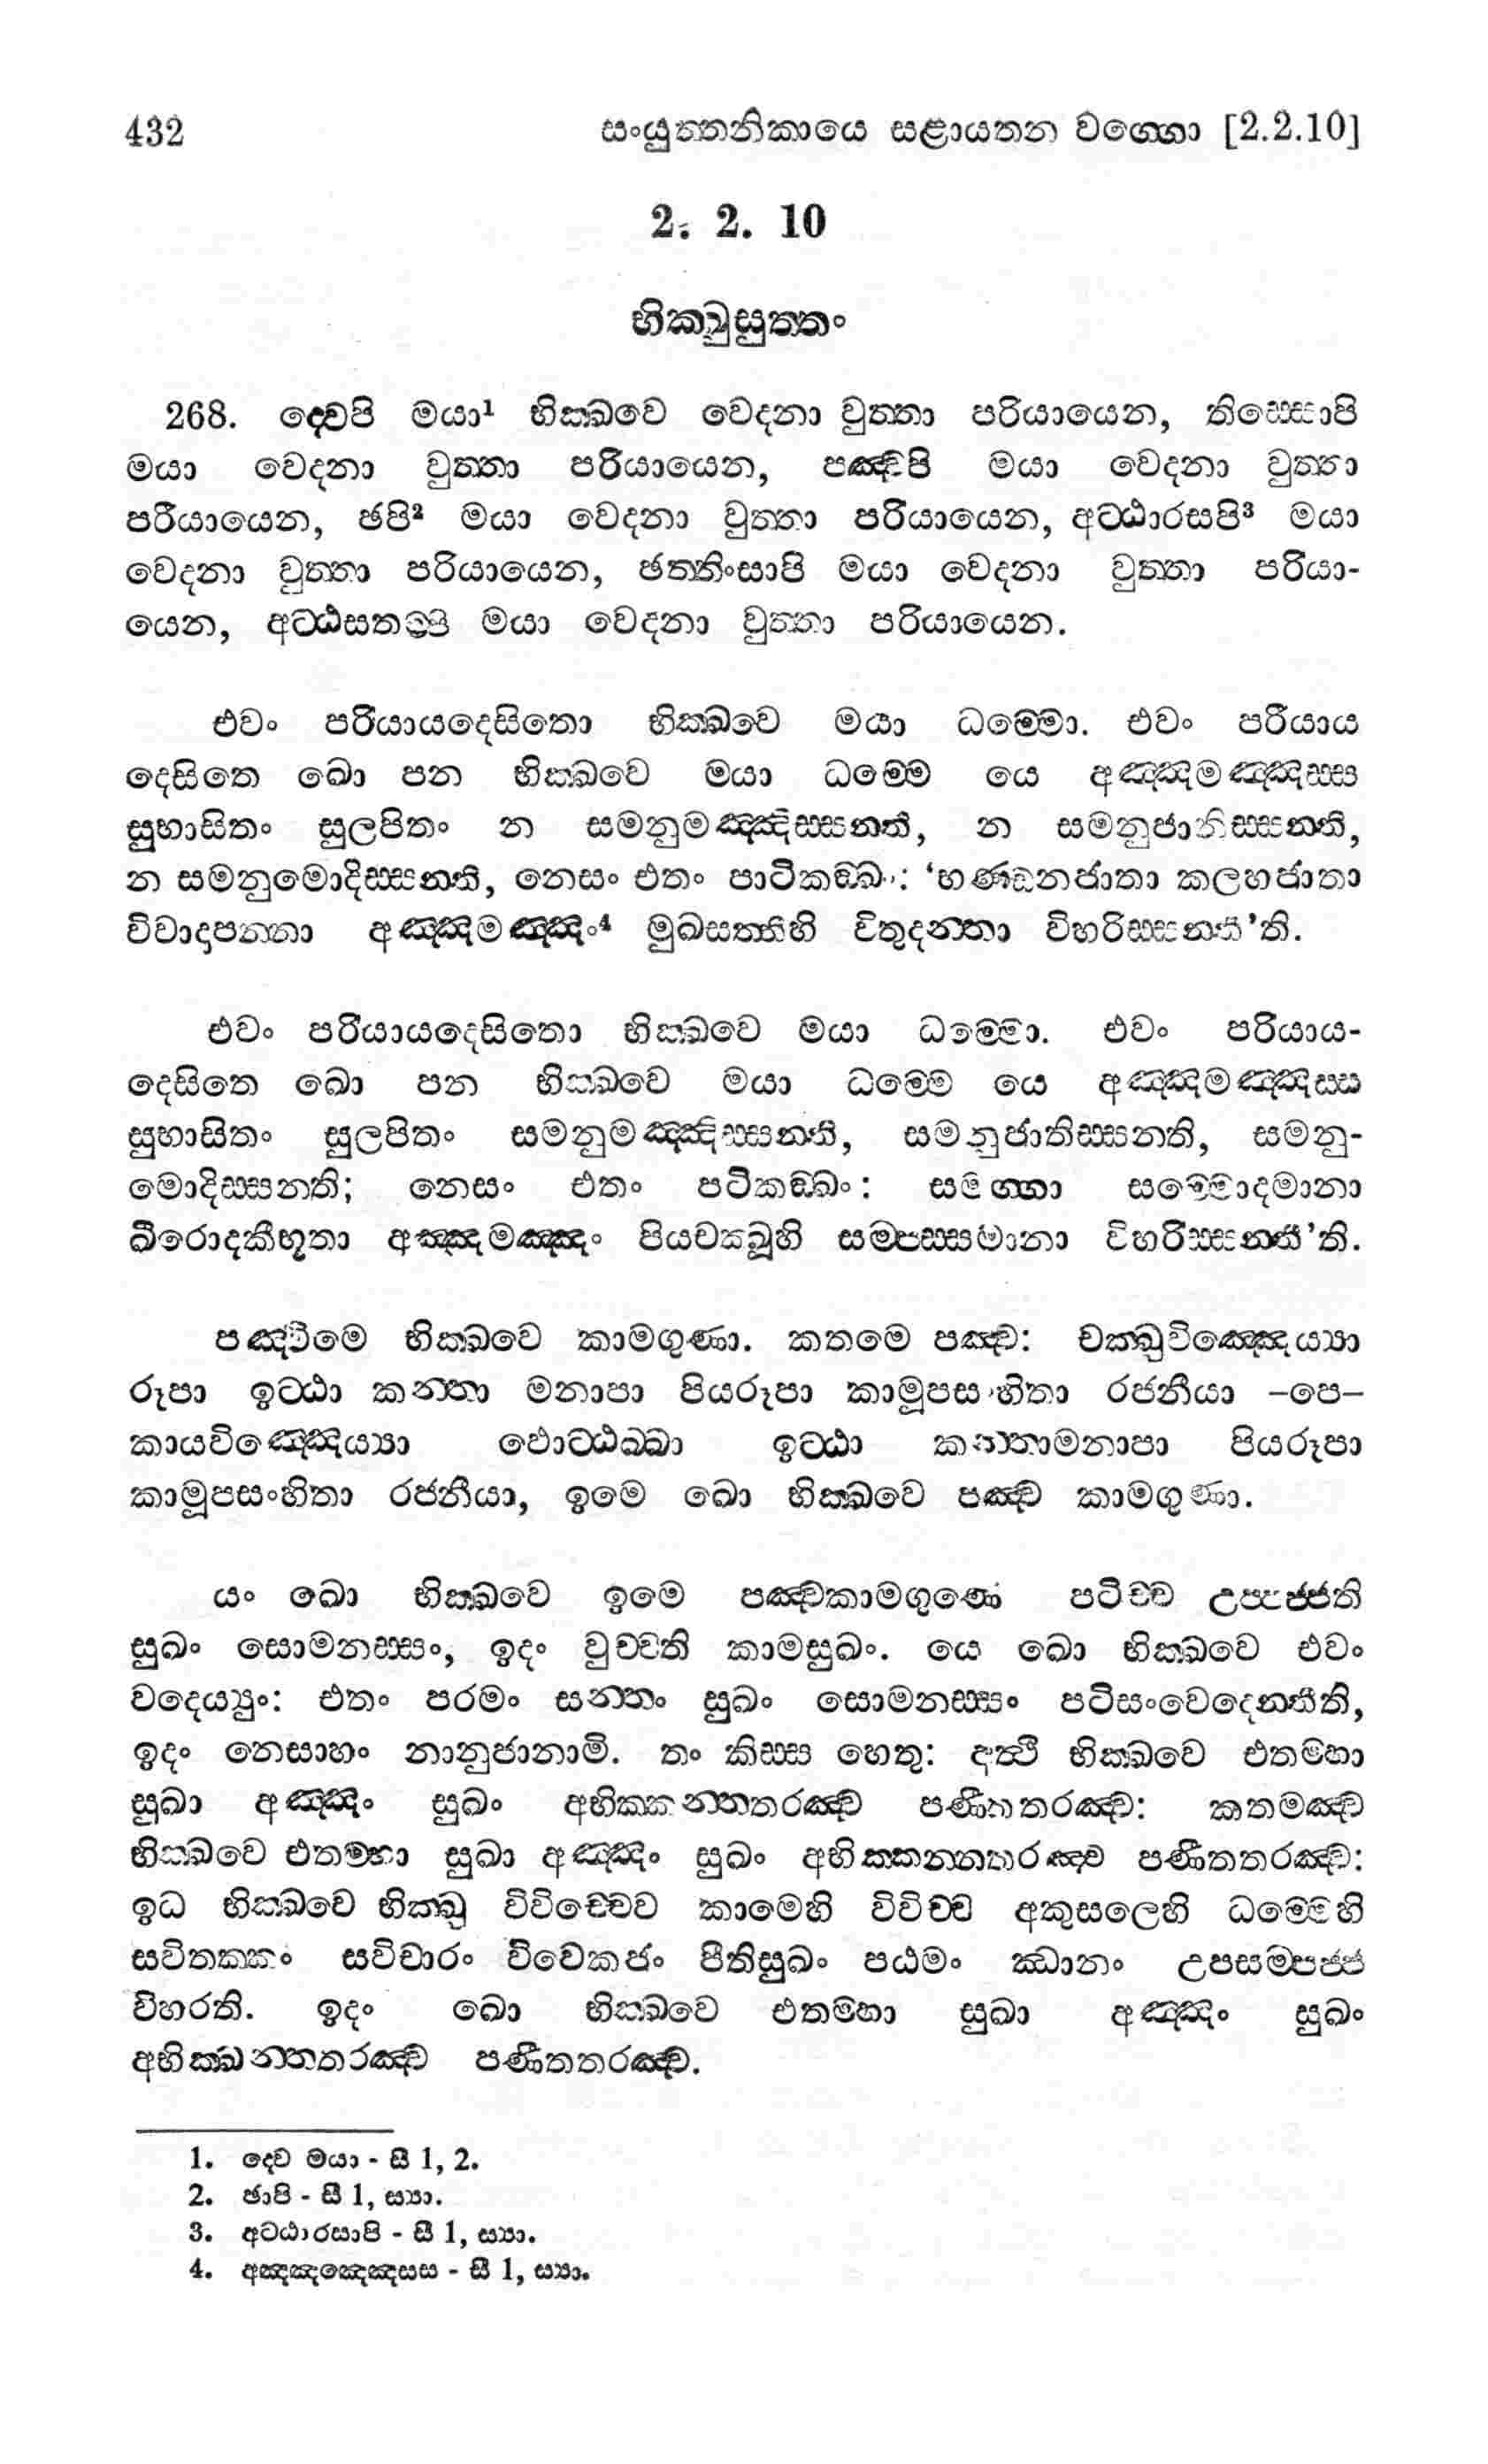 432 සංයුත්තනිකායෙ සළායතන වග්ගො [2.2.10]
2. 2. 10
භික්ඛුසුත්තං
268. ද්වෙපි මයා¹ භික්ඛවෙ වෙදනා වුත්තා පරියායෙන, තිස්සොපි
මයා වෙදනා වුත්තා පරියායෙන, පඤ්චපි මයා වෙදනා වුත්තා
පරියායෙන, ඡපි² මයා වෙදනා වුත්තා පරියායෙන, අට්ඨාරසපි³ මයා
වෙදනා වුත්තා පරියායෙන, ඡත්තිංසාපි මයා වෙදනා වුත්තා පරියා-
යෙන, අට්ඨසතම්පි මයා වෙදනා වුත්තා පරියායෙන.
එවං පරියායදෙසිතො භික්ඛවෙ මයා ධම්මො. එවං පරියාය
දෙසිතෙ ඛො පන භික්ඛවෙ මයා ධම්මෙ යෙ අඤ්ඤමඤ්ඤස්ස
සුභාසිතං සුලපිතං න සමනුමඤ්ඤිස්සන්ති, න සමනුජානිස්සන්ති,
න සමනුමොදිස්සන්ති, තෙසං එතං පාටිකඞ්ඛං: ‘භණ්ඩනජාතා කලහජාතා
විවාදාපන්නා අඤ්ඤමඤ්ඤං⁴ මුඛසත්තීහි විතුදන්තා විහරිස්සන්තී’ති.
එවං පරියායදෙසිතො භික්ඛවෙ මයා ධම්මො. එවං පරියාය-
දෙසිතෙ ඛො පන භික්ඛවෙ මයා ධම්මෙ යෙ අඤ්ඤමඤ්ඤස්ස
සුභාසිතං සුලපිතං සමනුමඤ්ඤිස්සන්ති, සමනුජාතිස්සනති, සමනු-
මොදිස්සනති; තෙසං එතං පටිකඞ්ඛං: සමග්ගා සම්මොදමානා
ඛීරොදකීභූතා අඤ්ඤමඤ්ඤං පියචක්ඛූහි සම්පස්සමානා විහරිස්සන්තී’ති.
පඤ්චිමෙ භික්ඛවෙ කාමගුණා. කතමෙ පඤ්ච: චක්ඛුවිඤ්ඤෙය්‍යා
රූපා ඉට්ඨා කන්තා මනාපා පියරූපා කාමූපසංහිතා රජනීයා –පෙ–
කායවිඤ්ඤෙය්‍යා ඵොට්ඨබ්බා ඉට්ඨා කන්තාමනාපා පියරූපා
කාමූපසංහිතා රජනීයා, ඉමෙ ඛො භික්ඛවෙ පඤ්ච කාමගුණා.
යං ඛො භික්ඛවෙ ඉමෙ පඤ්චකාමගුණෙ පටිච්ච උප්පජ්ජති
සුඛං සොමනස්සං, ඉදං වුච්චති කාමසුඛං. යෙ ඛො භික්ඛවෙ එවං
වදෙය්‍යුං: එතං පරමං සන්තං සුඛං සොමනස්සං පටිසංවෙදෙන්තීති,
ඉදං තෙසාහං නානුජානාමි. තං කිස්ස හෙතු: අත්ථි භික්ඛවෙ එතම්හා
සුඛා අඤ්ඤං සුඛං අභික්කන්තතරඤ්ච පණීතතරඤ්ච: කතමඤ්ච
භික්ඛවෙ එතම්හා සුඛා අඤ්ඤං සුඛං අභික්කන්තතරඤ්ච පණීතතරඤ්ච:
ඉධ භික්ඛවෙ භික්ඛු විවිච්චෙව කාමෙහි විවිච්ච අකුසලෙහි ධම්මෙහි
සවිතක්කං සවිචාරං විවෙකජං පීතිසුඛං පඨමං ඣානං උපසම්පජ්ජ
විහරති. ඉදං ඛො භික්ඛවෙ එතම්හා සුඛා අඤ්ඤං සුඛං
අභික්ඛන්තතරඤ්ච පණීතතරඤ්ච.
1. ද්වෙ මයා - සී 1, 2.
2. ඡාපි - සී 1, ස්‍යා.
3. අට්ඨාරසාපි - සී 1, ස්‍යා.
4. අඤ්ඤඤ්ඤෙස්ස - සී 1, ස්‍යා.